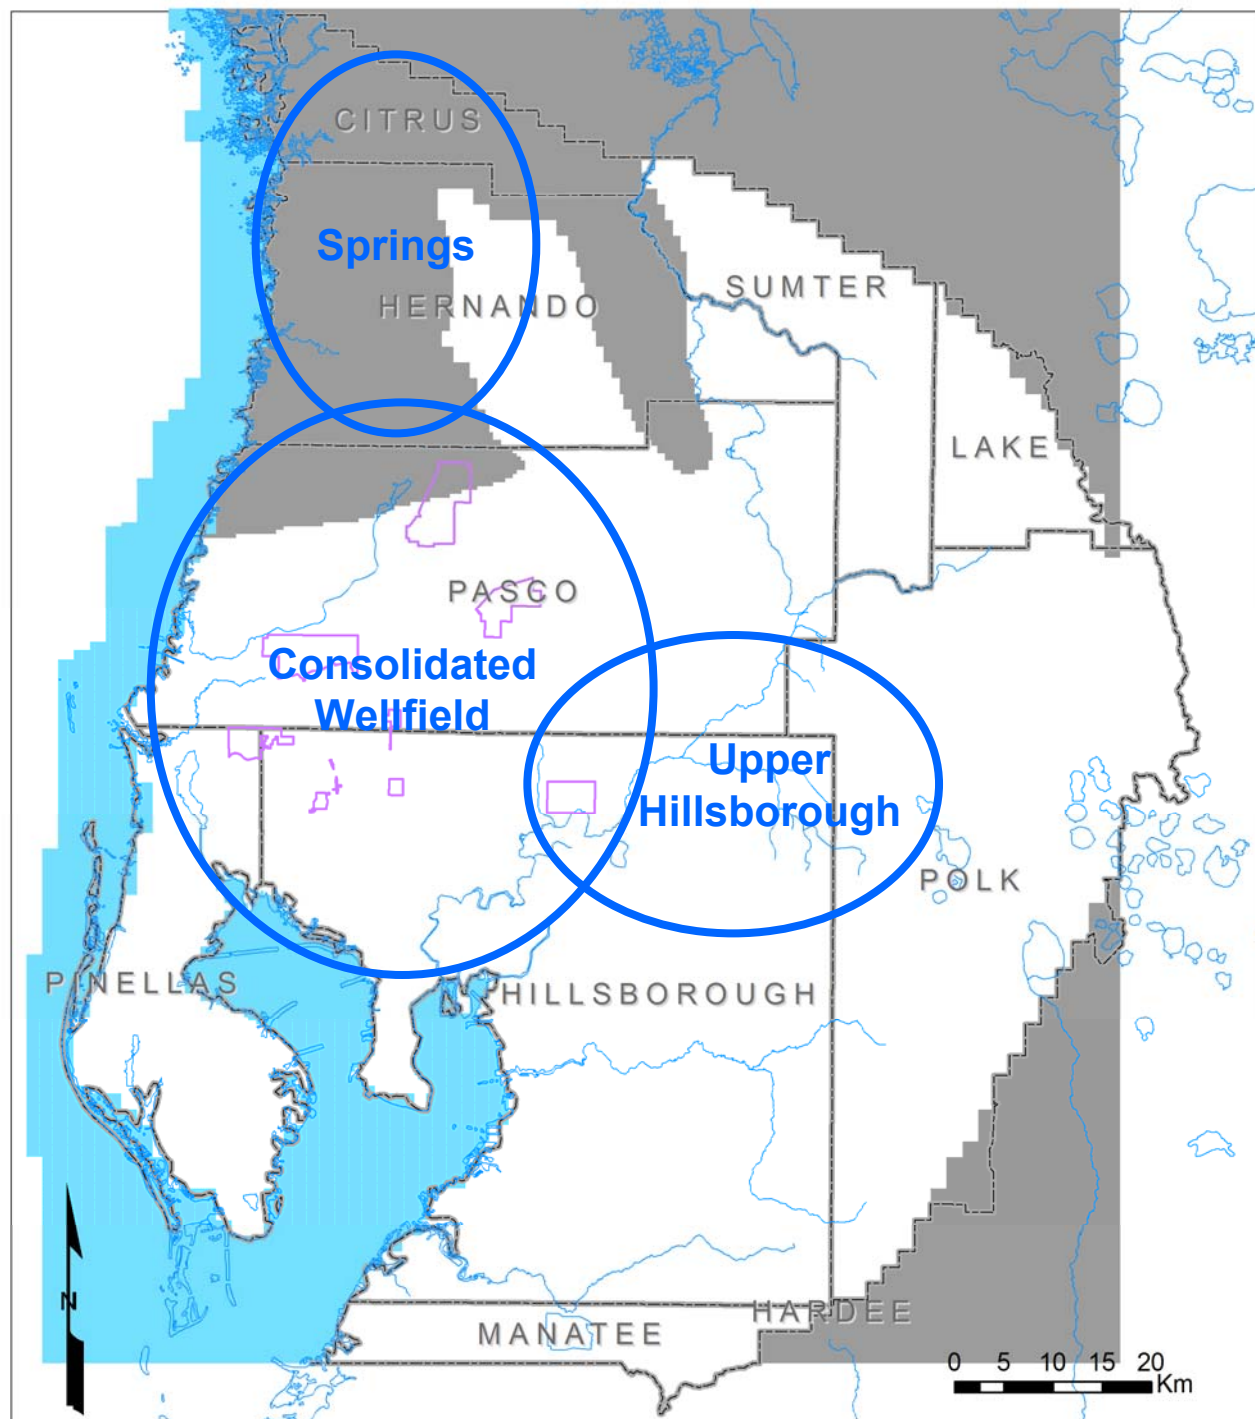 CITRUS
Springs
HERNANDO
SUMTER
LAKE
PASCO
Consolidated
Wellfield
Upper
Hillsborough
POLK
PINELLAS
HILLSBOROUGH
N
HARDEE
MANATEE
0 5 10 15 20
Km